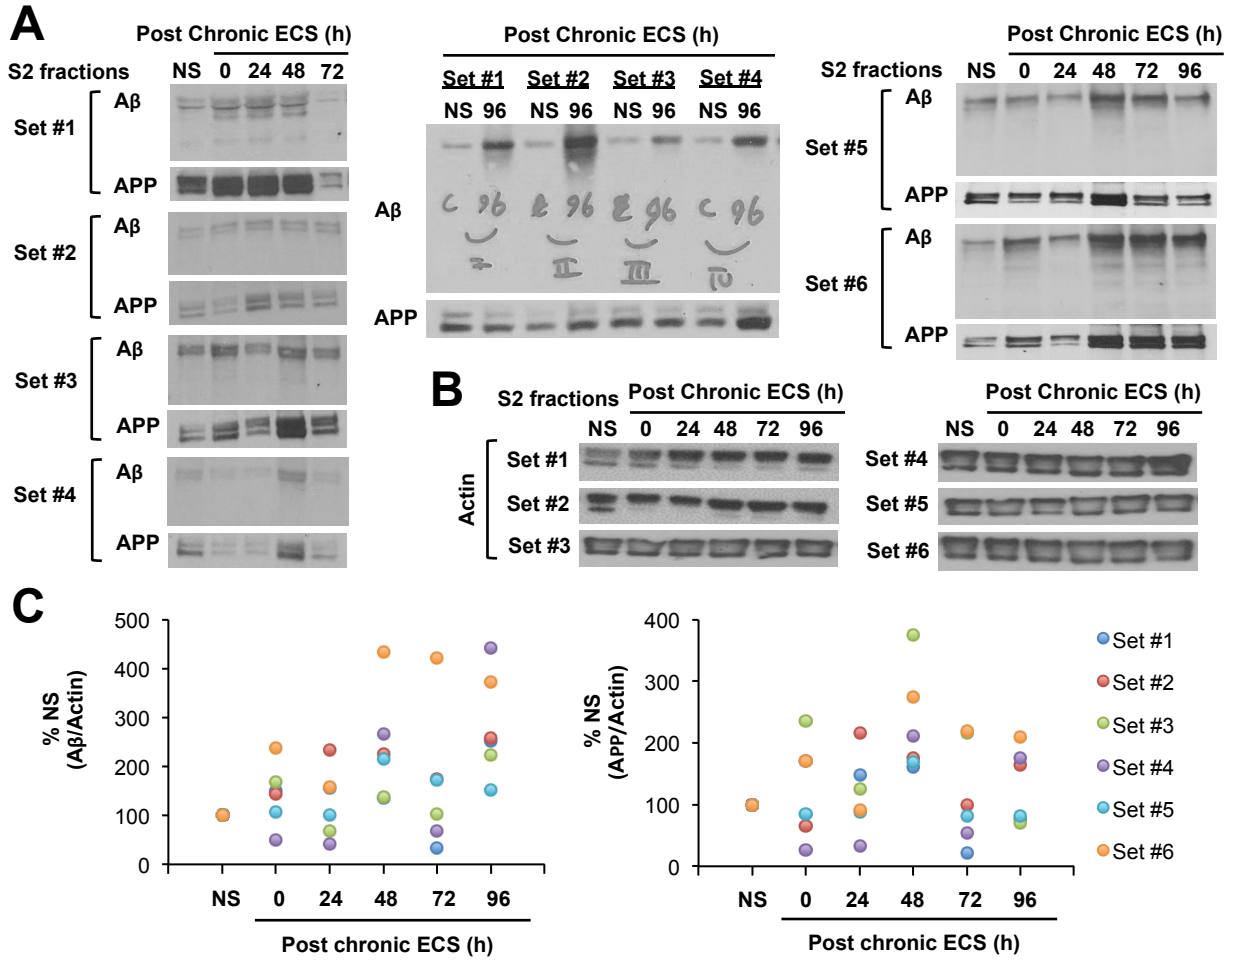 A
Post Chronic ECS (h)
S2 fractions NS 0 24 48 72
Set #1
Aβ
APP
Set #2
Aβ
APP
Set #3
Aβ
APP
Set #4
Aβ
APP
Post Chronic ECS (h)
Set #1 Set #2 Set #3 Set #4
NS 96 NS 96 NS 96 NS 96
Aβ
C 96 96 96 C 96
II III IV
APP
Post Chronic ECS (h)
S2 fractions NS 0 24 48 72 96
Set #5
Aβ
APP
Set #6
Aβ
APP
B
S2 fractions Post Chronic ECS (h)
NS 0 24 48 72 96
Actin
Set #1
Set #2
Set #3
Post Chronic ECS (h)
NS 0 24 48 72 96
Set #4
Set #5
Set #6
C
% NS
(Aβ/Actin)
500
400
300
200
100
0
NS 0 24 48 72 96
Post chronic ECS (h)
% NS
(APP/Actin)
400
300
200
100
0
NS 0 24 48 72 96
Post chronic ECS (h)
Set #1
Set #2
Set #3
Set #4
Set #5
Set #6